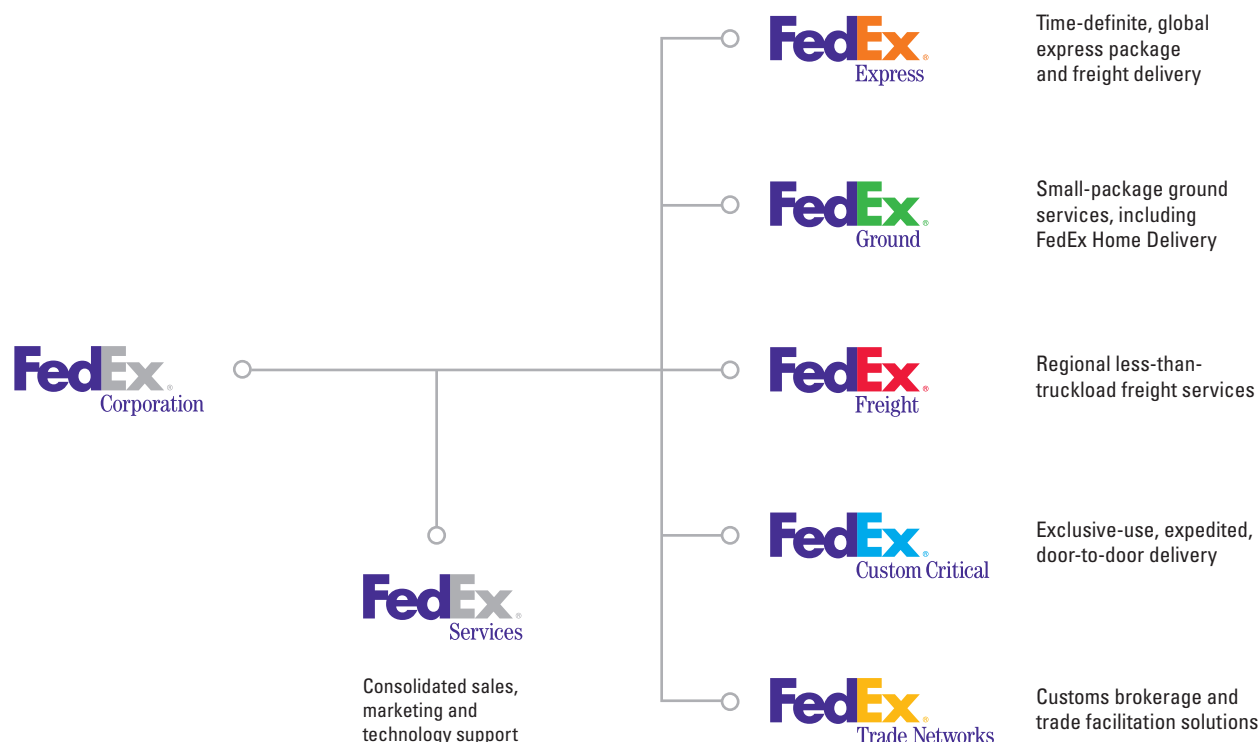 FedEx®
Corporation
FedEx®
Services
Consolidated sales,
marketing and
technology support
FedEx®
Express
Time-definite, global
express package
and freight delivery
FedEx®
Ground
Small-package ground
services, including
FedEx Home Delivery
FedEx®
Freight
Regional less-than-
truckload freight services
FedEx®
Custom Critical
Exclusive-use, expedited,
door-to-door delivery
FedEx®
Trade Networks
Customs brokerage and
trade facilitation solutions